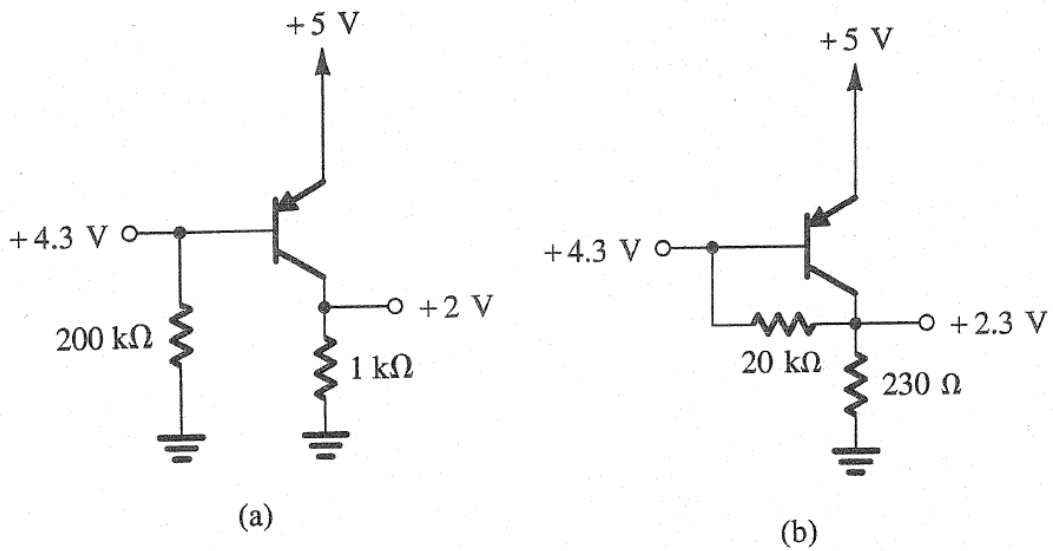 +5 V
+4.3 V
200 kΩ
+2 V
1 kΩ
(a)
+5 V
+4.3 V
20 kΩ
+2.3 V
230 Ω
(b)